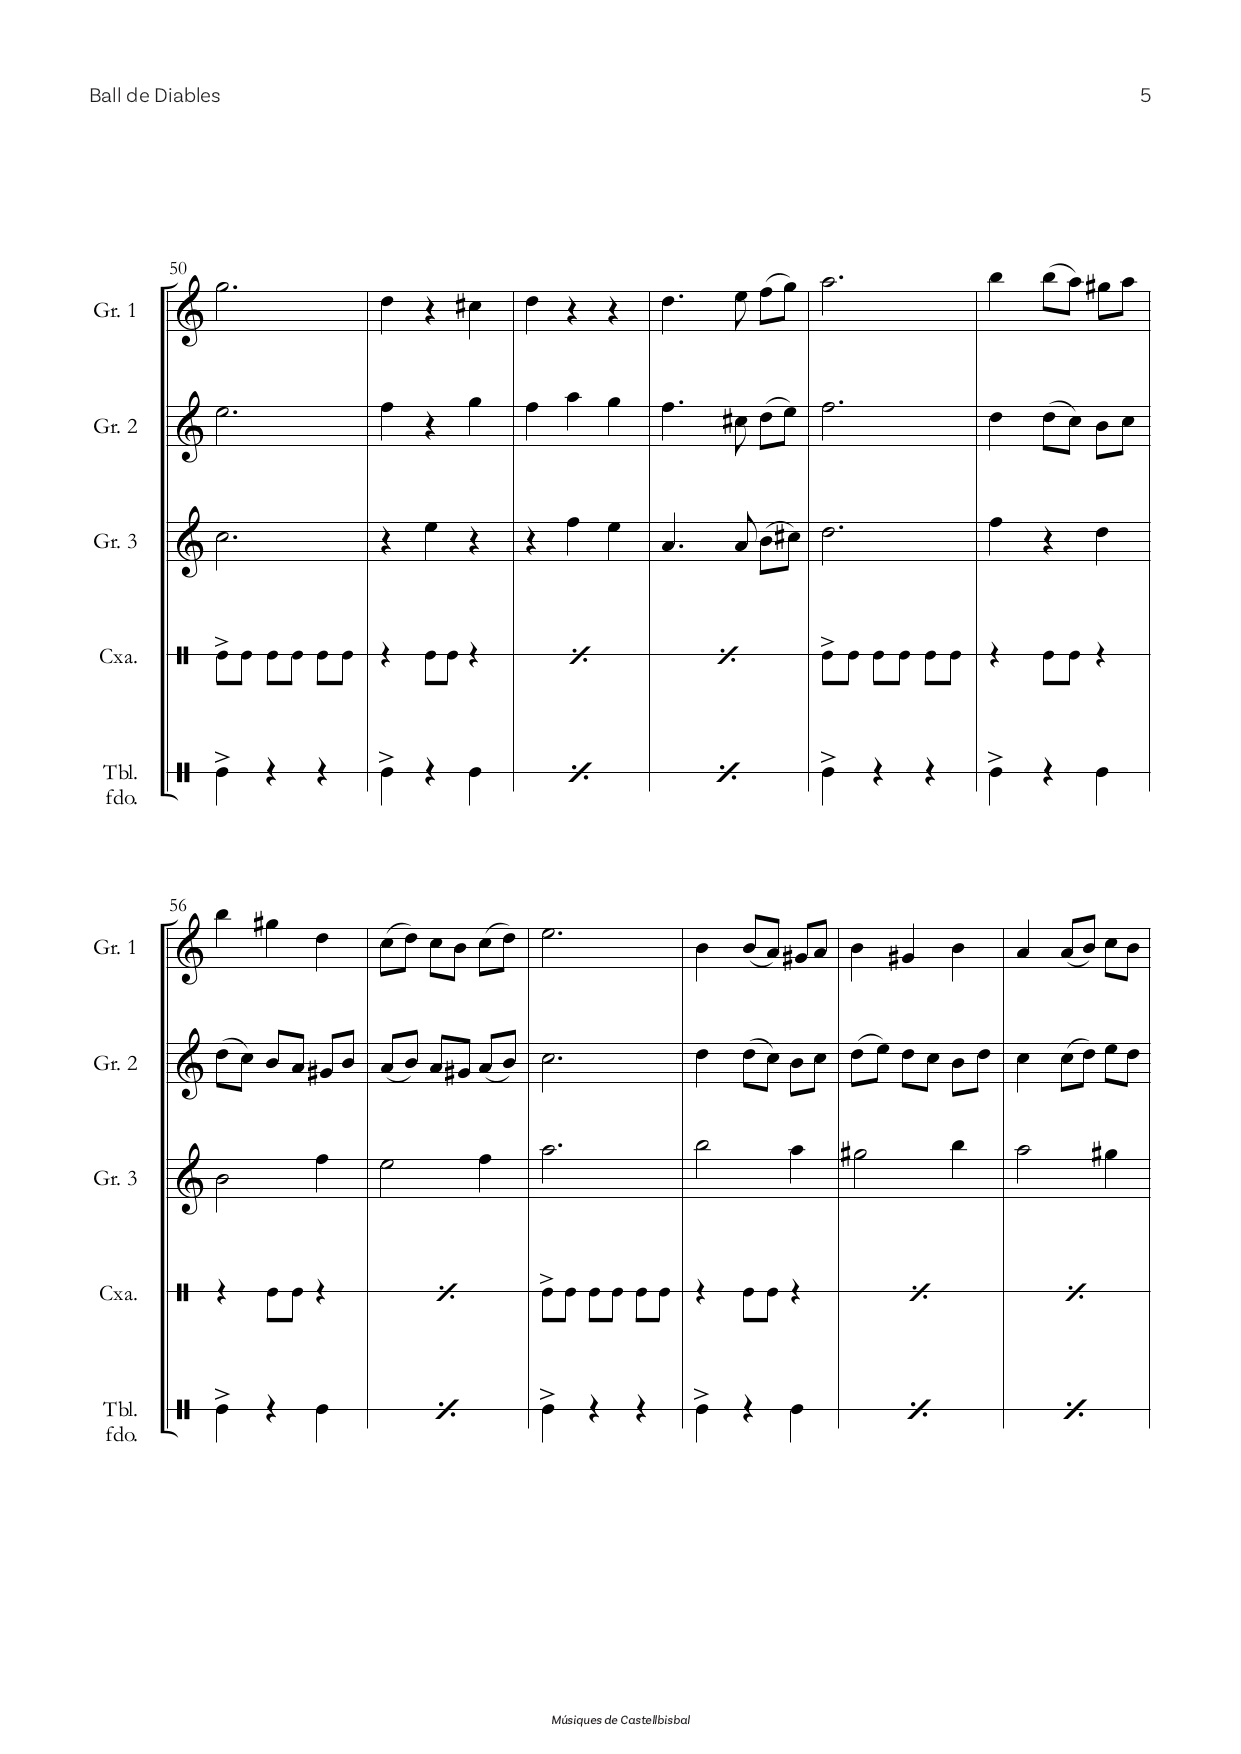 Ball de Diables 5
50
Gr. 1
Gr. 2
Gr. 3
Cxa.
Tbl.
fdo.
56
Gr. 1
Gr. 2
Gr. 3
Cxa.
Tbl.
fdo.
Músiques de Castellbisbal